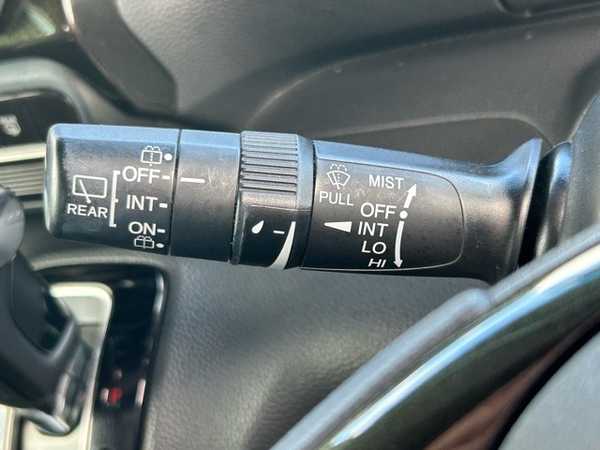 OFF
INT
REAR
ON
MIST
PULL
OFF
INT
LO
HI